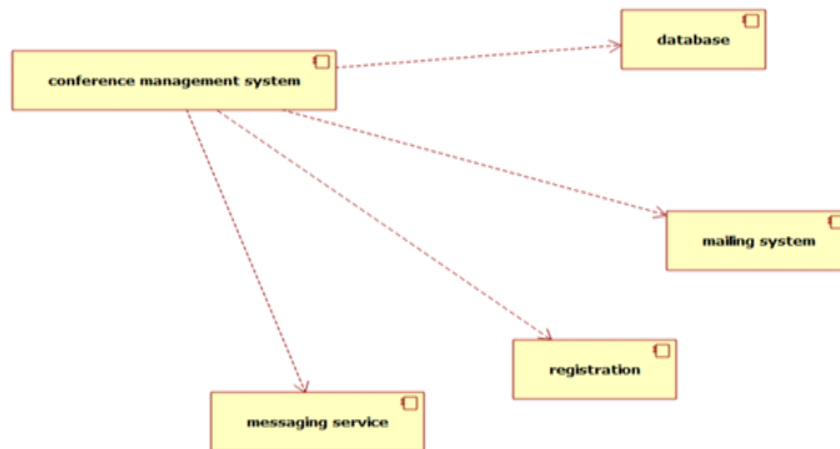 database
conference management system
mailing system
registration
messaging service